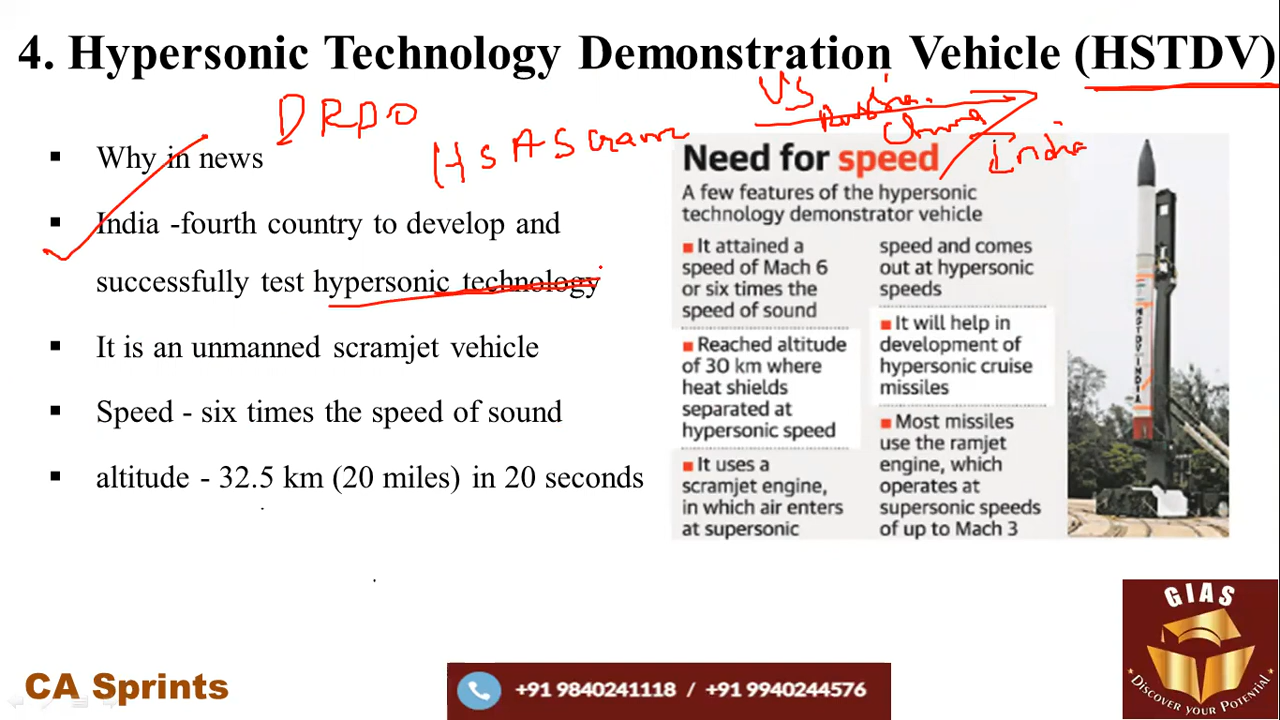 4. Hypersonic Technology Demonstration Vehicle (HSTDV)
US
Russia
China
India
DRDO
HSA Scram
▪ Why in news
▪ India -fourth country to develop and
successfully test hypersonic technology
▪ It is an unmanned scramjet vehicle
▪ Speed - six times the speed of sound
▪ altitude - 32.5 km (20 miles) in 20 seconds
Need for speed
A few features of the hypersonic
technology demonstrator vehicle
■ It attained a
speed of Mach 6
or six times the
speed of sound
■ Reached altitude
of 30 km where
heat shields
separated at
hypersonic speed
■ It uses a
scramjet engine,
in which air enters
at supersonic
speed and comes
out at hypersonic
speeds
■ It will help in
development of
hypersonic cruise
missiles
■ Most missiles
use the ramjet
engine, which
operates at
supersonic speeds
of up to Mach 3
HSTDV INDIA
CA Sprints
+91 9840241118 / +91 9940244576
GIAS
DISCOVER YOUR POTENTIAL